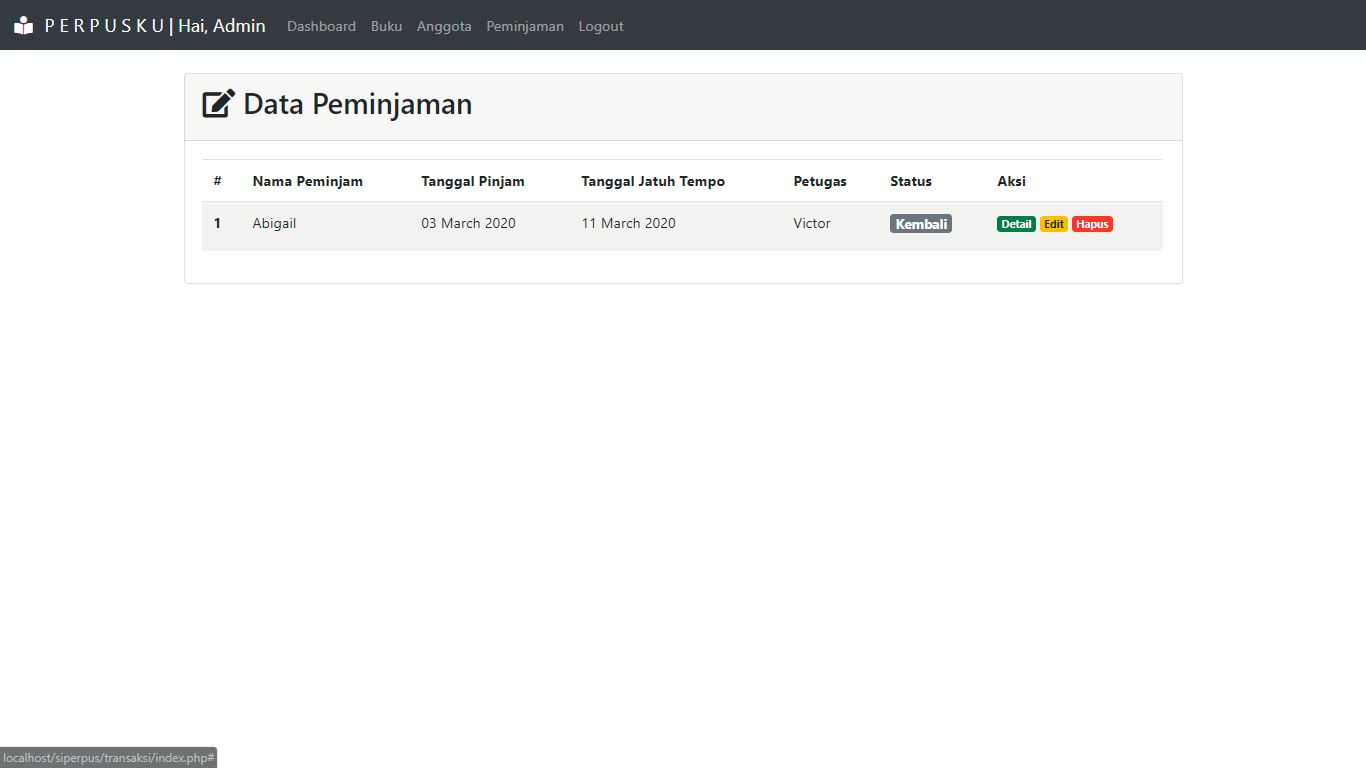 P E R P U S K U | Hai, Admin Dashboard Buku Anggota Peminjaman Logout
Data Peminjaman
# Nama Peminjam Tanggal Pinjam Tanggal Jatuh Tempo Petugas Status Aksi
1 Abigail 03 March 2020 11 March 2020 Victor Kembali Detail Edit Hapus
localhost/siperpus/transaksi/index.php#